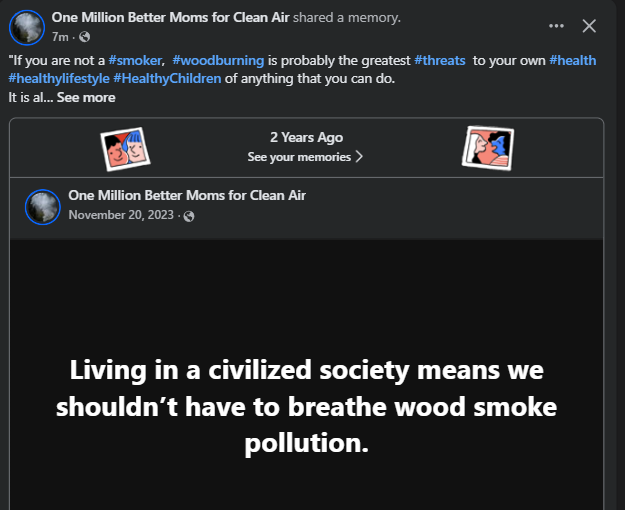 One Million Better Moms for Clean Air shared a memory.
7m ·
"If you are not a #smoker, #woodburning is probably the greatest #threats to your own #health
#healthylifestyle #HealthyChildren of anything that you can do.
It is al... See more
2 Years Ago
See your memories
One Million Better Moms for Clean Air
November 20, 2023 ·
Living in a civilized society means we
shouldn’t have to breathe wood smoke
pollution.